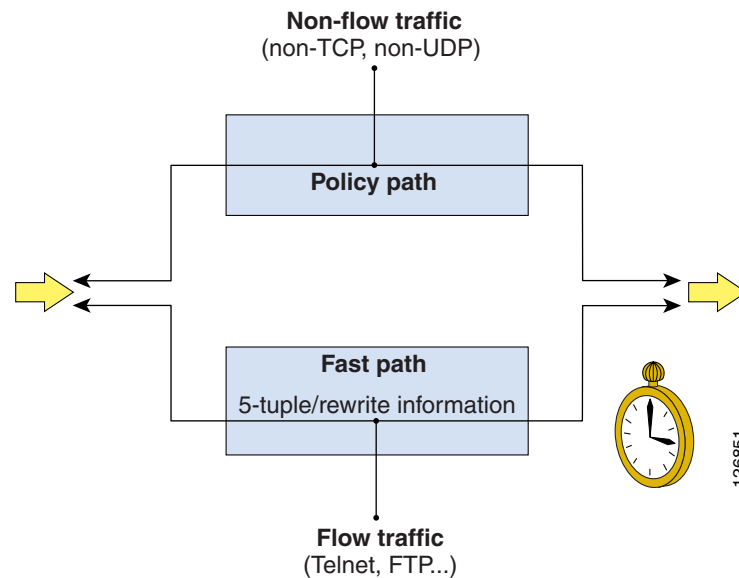 Non-flow traffic
(non-TCP, non-UDP)
Policy path
Fast path
5-tuple/rewrite information
Flow traffic
(Telnet, FTP...)
126851